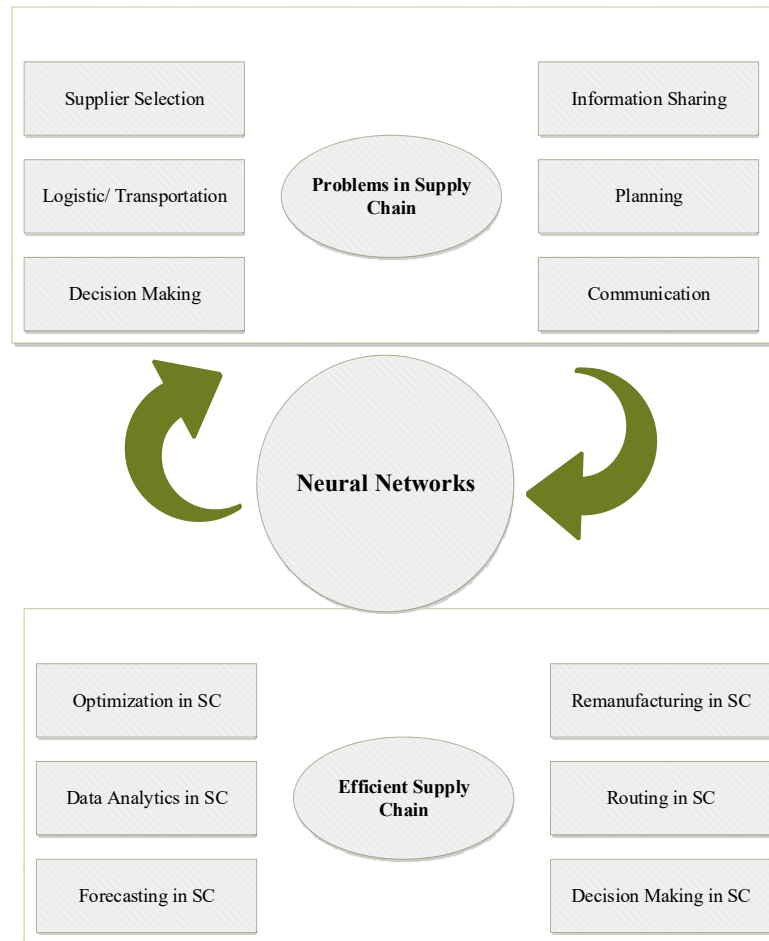 Supplier Selection
Information Sharing
Problems in Supply
Chain
Logistic/ Transportation
Planning
Decision Making
Communication
Neural Networks
Optimization in SC
Remanufacturing in SC
Efficient Supply
Chain
Data Analytics in SC
Routing in SC
Forecasting in SC
Decision Making in SC